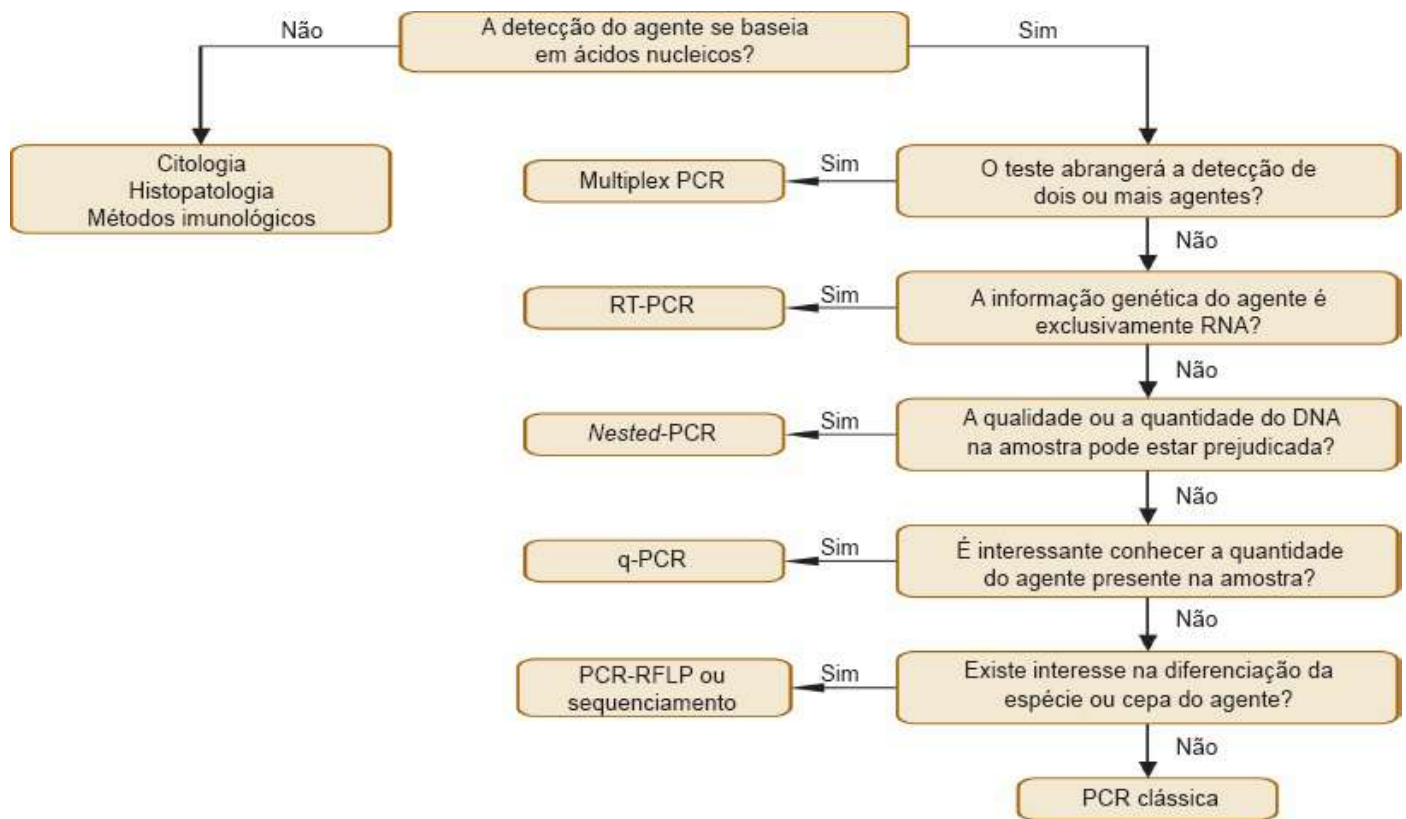 A detecção do agente se baseia
em ácidos nucleicos?
Não
Sim
Citologia
Histopatologia
Métodos imunológicos
O teste abrangerá a detecção de
dois ou mais agentes?
Sim
Multiplex PCR
Não
A informação genética do agente é
exclusivamente RNA?
Sim
RT-PCR
Não
A qualidade ou a quantidade do DNA
na amostra pode estar prejudicada?
Sim
Nested-PCR
Não
É interessante conhecer a quantidade
do agente presente na amostra?
Sim
q-PCR
Não
Existe interesse na diferenciação da
espécie ou cepa do agente?
Sim
PCR-RFLP ou
sequenciamento
Não
PCR clássica